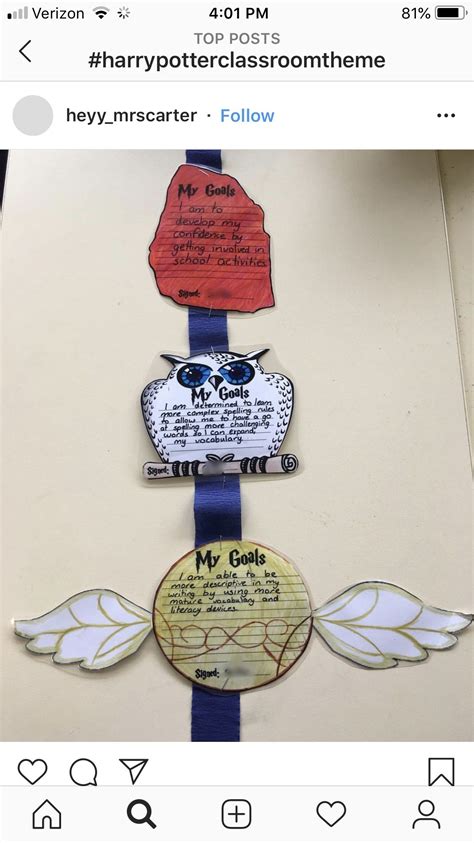 Verizon 4:01 PM 81%
TOP POSTS
#harrypotterclassroomtheme
heyy_mrscarter · Follow
My Goals
I am to
develop my
confidence by
getting involved in
school activities
Signed:
My Goals
I am determined to learn
more complex spelling rules
to allow me to have a go
at spelling more challenging
words so I can expand
my vocabulary.
Signed:
My Goals
I am able to be
more descriptive in my
writing by using more
mature vocabulary and
literacy devices.
Signed: